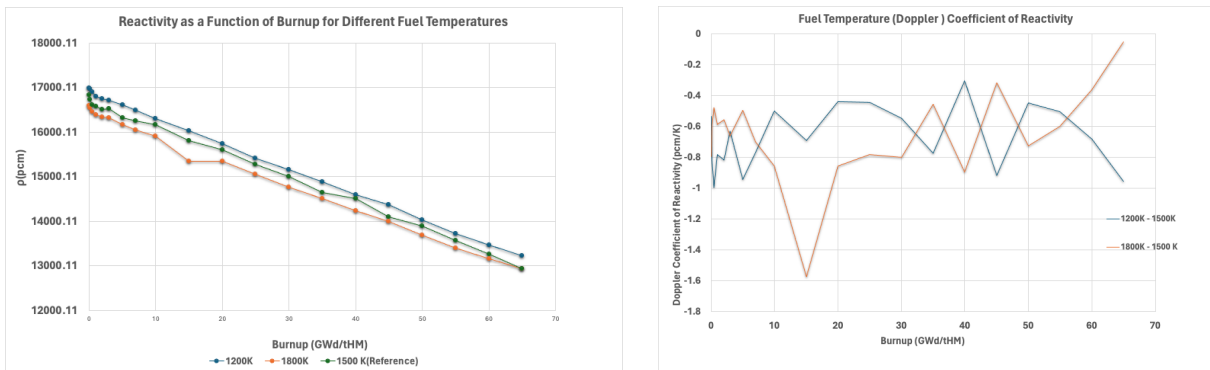 Reactivity as a Function of Burnup for Different Fuel Temperatures
18000.11
17000.11
16000.11
15000.11
14000.11
13000.11
12000.11
ρ(pcm)
0 10 20 30 40 50 60 70
Burnup (GWd/tHM)
1200K 1800K 1500 K(Reference)
Fuel Temperature (Doppler ) Coefficient of Reactivity
0
-0.2
-0.4
-0.6
-0.8
-1
-1.2
-1.4
-1.6
-1.8
Doppler Coefficient of Reactivity (pcm/K)
0 10 20 30 40 50 60 70
Burnup (GWd/tHM)
1200K - 1500K
1800K - 1500 K